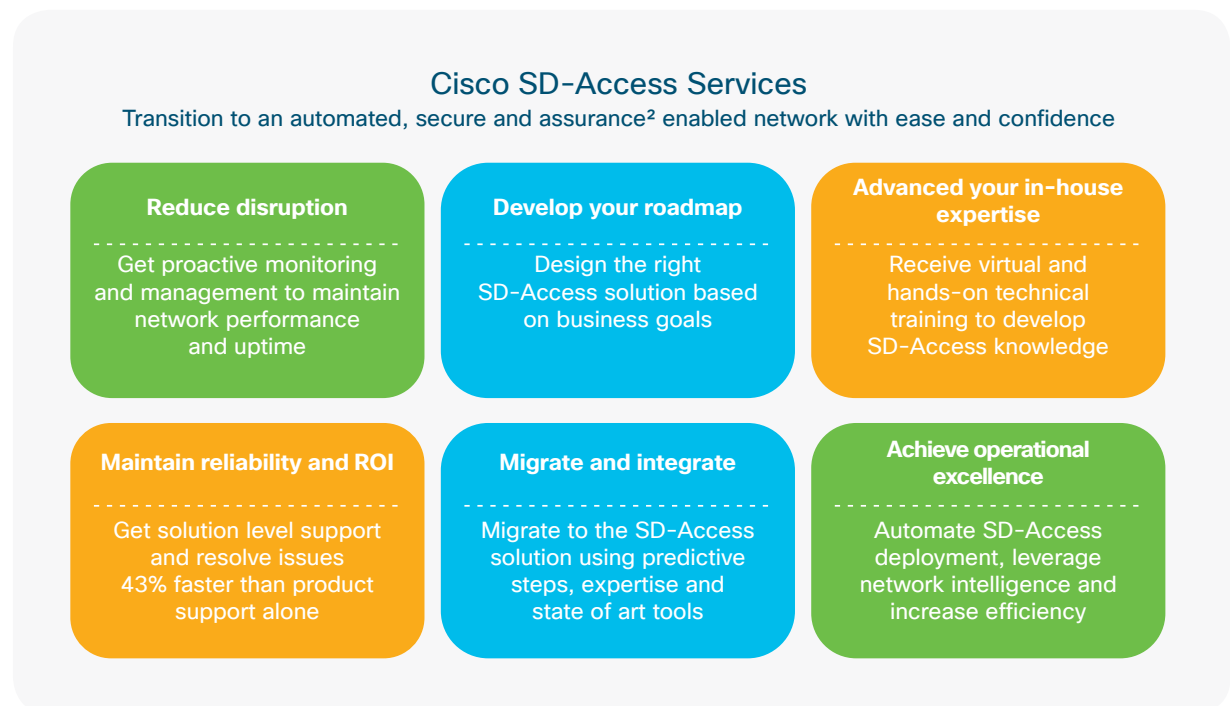 Cisco SD-Access Services
Transition to an automated, secure and assurance² enabled network with ease and confidence
Reduce disruption
Get proactive monitoring
and management to maintain
network performance
and uptime
Develop your roadmap
Design the right
SD-Access solution based
on business goals
Advanced your in-house
expertise
Receive virtual and
hands-on technical
training to develop
SD-Access knowledge
Maintain reliability and ROI
Get solution level support
and resolve issues
43% faster than product
support alone
Migrate and integrate
Migrate to the SD-Access
solution using predictive
steps, expertise and
state of art tools
Achieve operational
excellence
Automate SD-Access
deployment, leverage
network intelligence and
increase efficiency